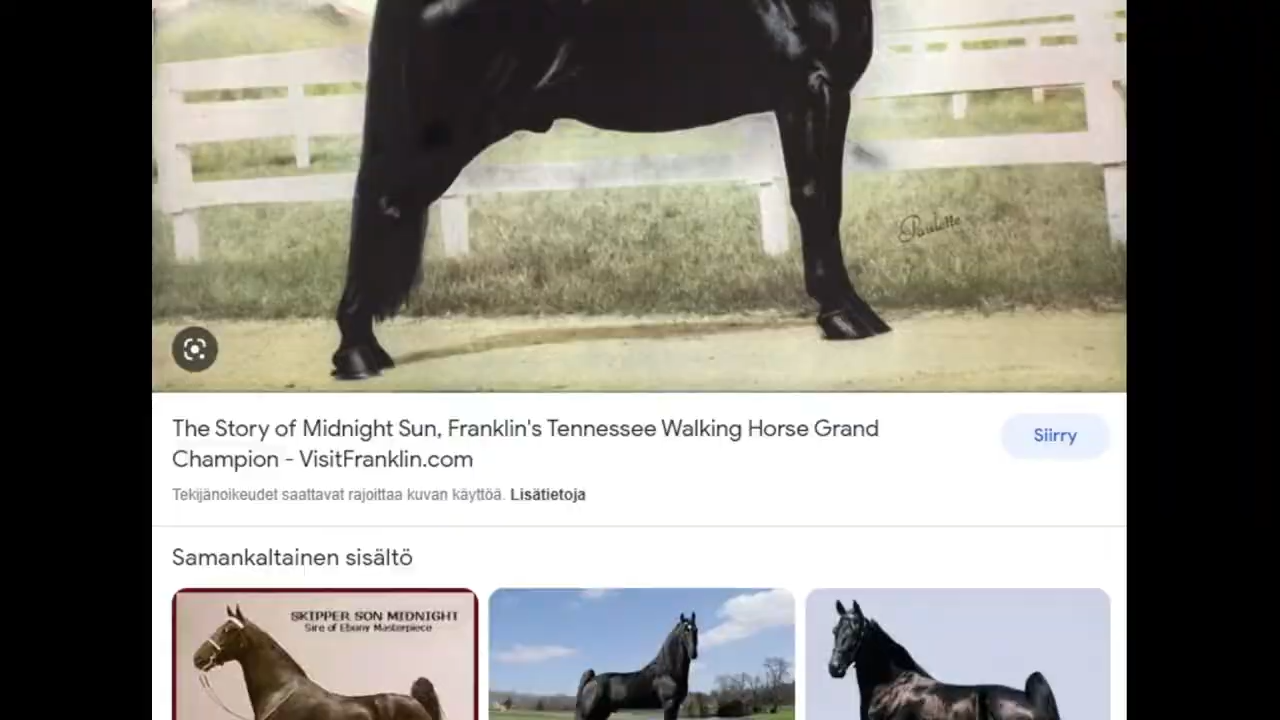 Paulette
The Story of Midnight Sun, Franklin's Tennessee Walking Horse Grand
Champion - VisitFranklin.com
Siirry
Tekijänoikeudet saattavat rajoittaa kuvan käyttöä. Lisätietoja
Samankaltainen sisältö
SKIPPER SON MIDNIGHT
Sire of Ebony Masterpiece